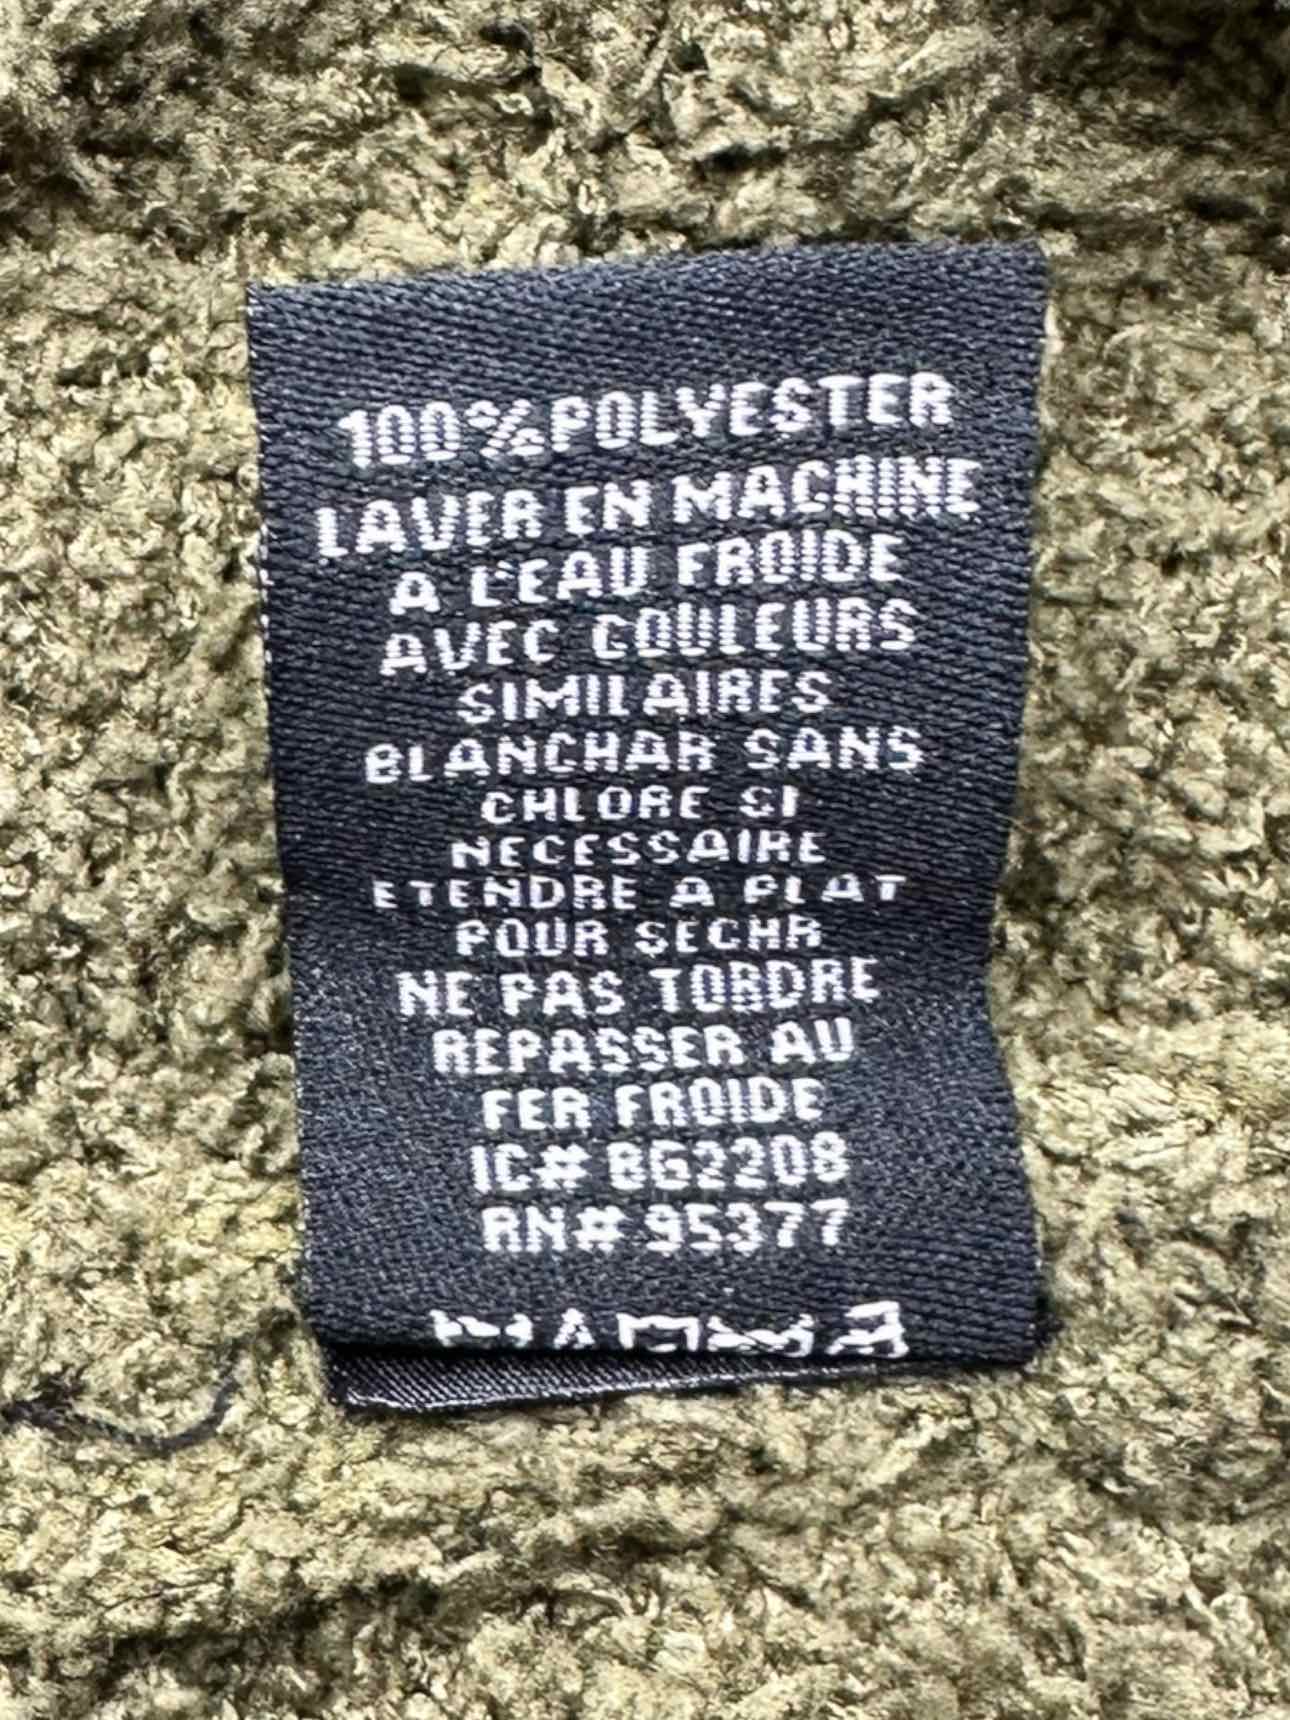 100%POLYESTER
LAVER EN MACHINE
A L'EAU FROIDE
AVEC COULEURS
SIMILAIRES
BLANCHAR SANS
CHLORE SI
NECESSAIRE
ETENDRE A PLAT
POUR SECHR
NE PAS TORDRE
REPASSER AU
FER FROIDE
IC# BG2208
RN# 95377